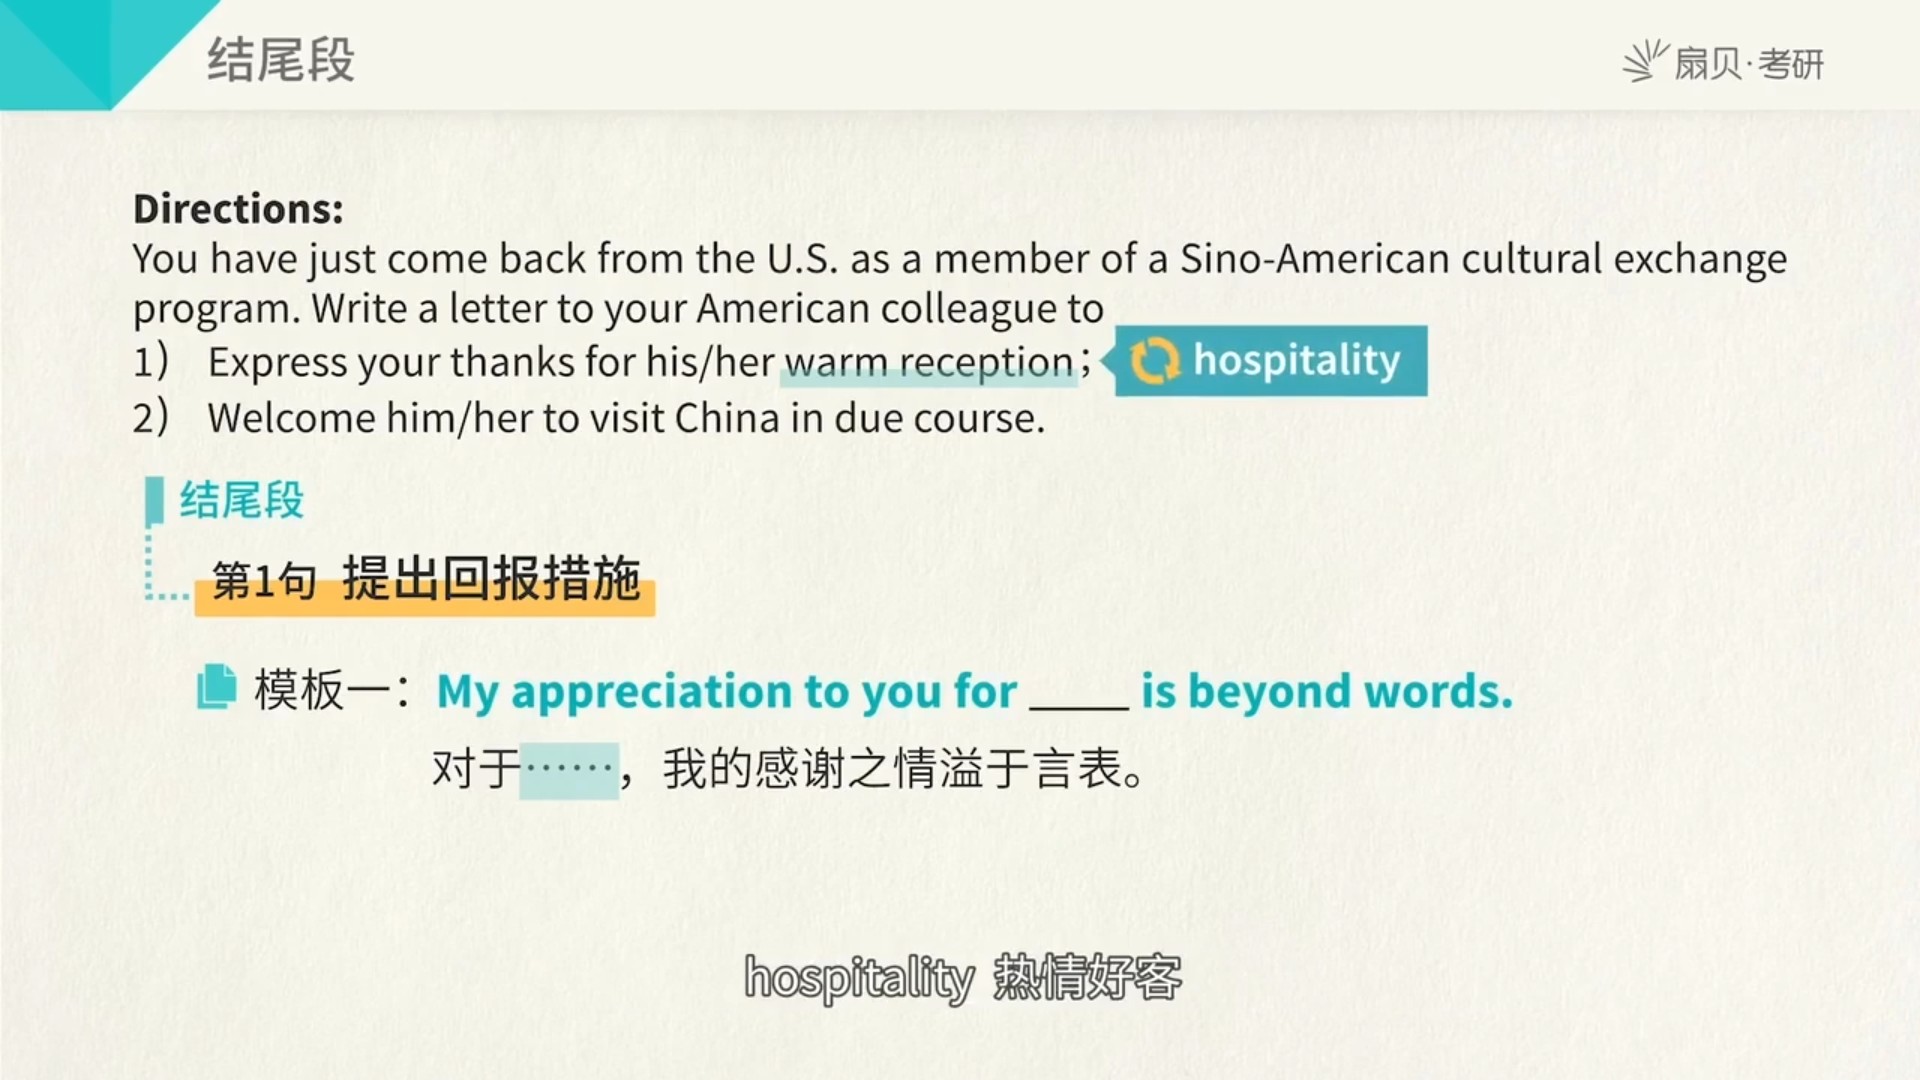 结尾段
扇贝·考研
Directions:
You have just come back from the U.S. as a member of a Sino-American cultural exchange
program. Write a letter to your American colleague to
1) Express your thanks for his/her warm reception;
hospitality
2) Welcome him/her to visit China in due course.
结尾段
第1句 提出回报措施
模板一：My appreciation to you for ____ is beyond words.
对于······，我的感谢之情溢于言表。
hospitality 热情好客